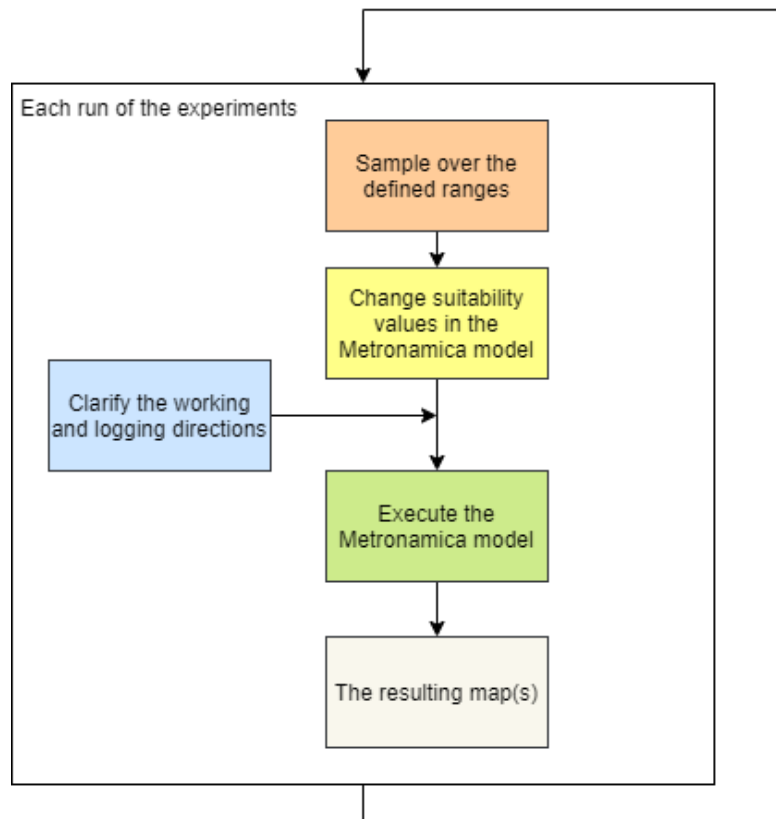 Each run of the experiments
Sample over the
defined ranges
Change suitability
values in the
Metronamica model
Clarify the working
and logging directions
Execute the
Metronamica model
The resulting map(s)